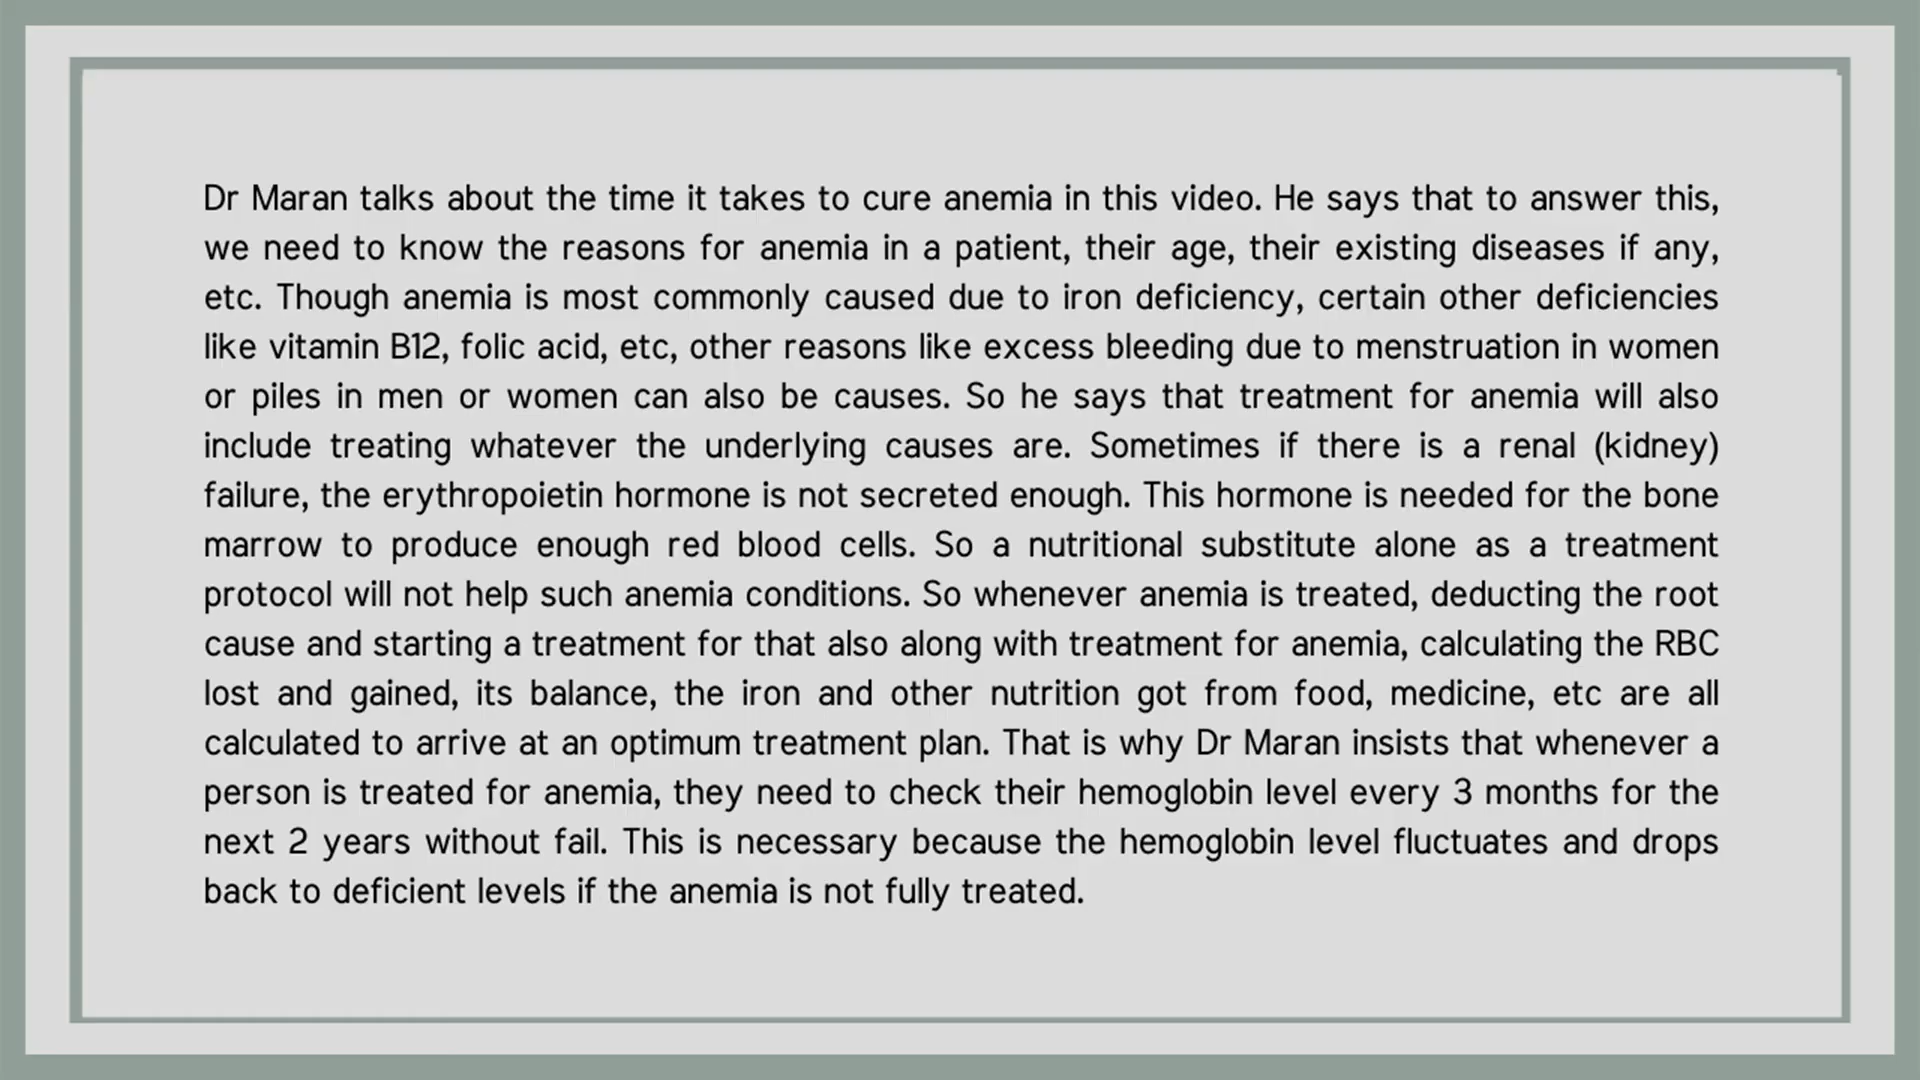 Dr Maran talks about the time it takes to cure anemia in this video. He says that to answer this,
we need to know the reasons for anemia in a patient, their age, their existing diseases if any,
etc. Though anemia is most commonly caused due to iron deficiency, certain other deficiencies
like vitamin B12, folic acid, etc, other reasons like excess bleeding due to menstruation in women
or piles in men or women can also be causes. So he says that treatment for anemia will also
include treating whatever the underlying causes are. Sometimes if there is a renal (kidney)
failure, the erythropoietin hormone is not secreted enough. This hormone is needed for the bone
marrow to produce enough red blood cells. So a nutritional substitute alone as a treatment
protocol will not help such anemia conditions. So whenever anemia is treated, deducting the root
cause and starting a treatment for that also along with treatment for anemia, calculating the RBC
lost and gained, its balance, the iron and other nutrition got from food, medicine, etc are all
calculated to arrive at an optimum treatment plan. That is why Dr Maran insists that whenever a
person is treated for anemia, they need to check their hemoglobin level every 3 months for the
next 2 years without fail. This is necessary because the hemoglobin level fluctuates and drops
back to deficient levels if the anemia is not fully treated.